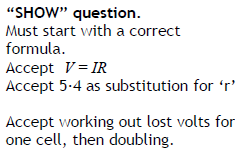 “SHOW” question.
Must start with a correct
formula.
Accept V = IR
Accept 5·4 as substitution for ‘r’
Accept working out lost volts for
one cell, then doubling.